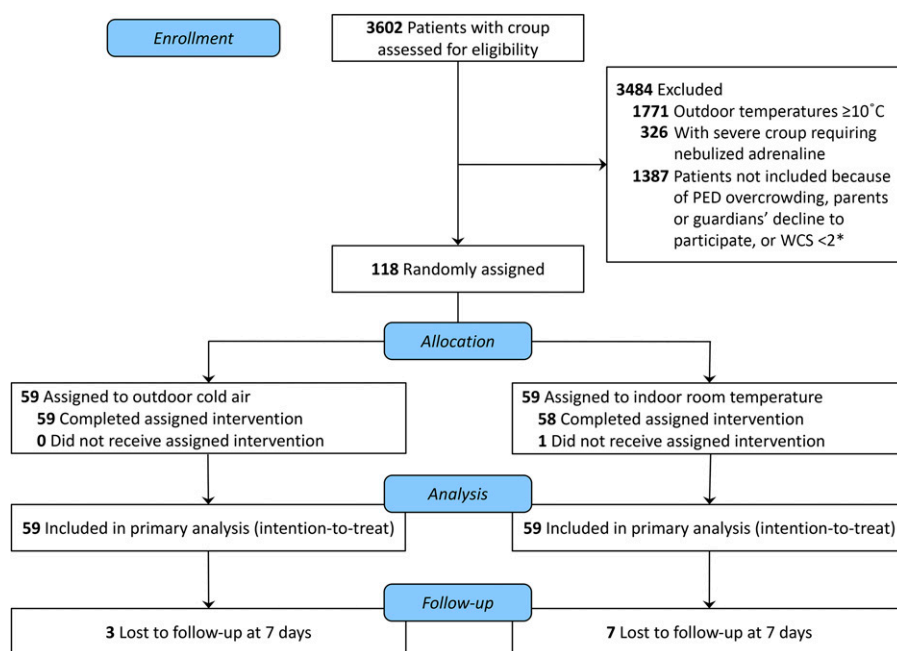 Enrollment
3602 Patients with croup
assessed for eligibility
3484 Excluded
1771 Outdoor temperatures ≥10˚C
326 With severe croup requiring
nebulized adrenaline
1387 Patients not included because
of PED overcrowding, parents
or guardians’ decline to
participate, or WCS <2*
118 Randomly assigned
Allocation
59 Assigned to outdoor cold air
59 Completed assigned intervention
0 Did not receive assigned intervention
59 Assigned to indoor room temperature
58 Completed assigned intervention
1 Did not receive assigned intervention
Analysis
59 Included in primary analysis (intention-to-treat)
59 Included in primary analysis (intention-to-treat)
Follow-up
3 Lost to follow-up at 7 days
7 Lost to follow-up at 7 days